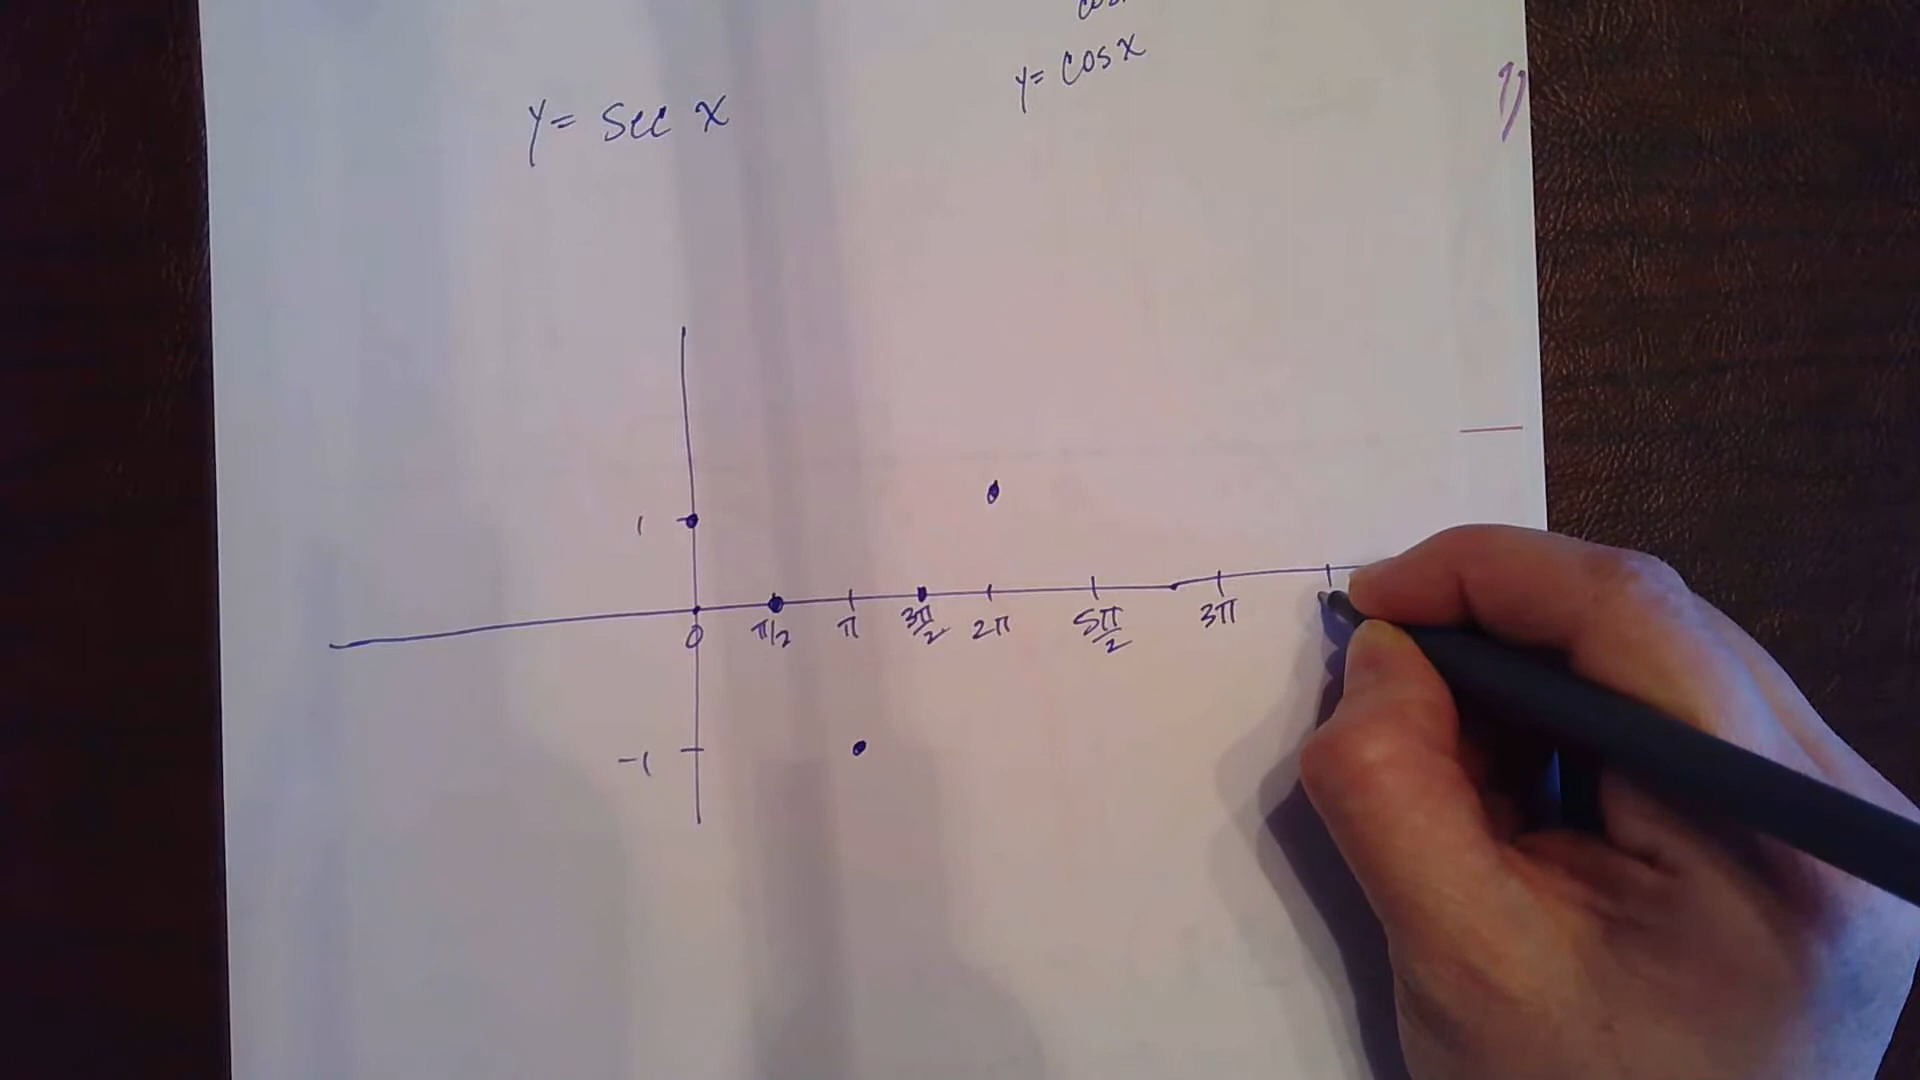 y= cos x
y= sec x
1
0 π/2 π 3π/2 2π 5π/2 3π
-1